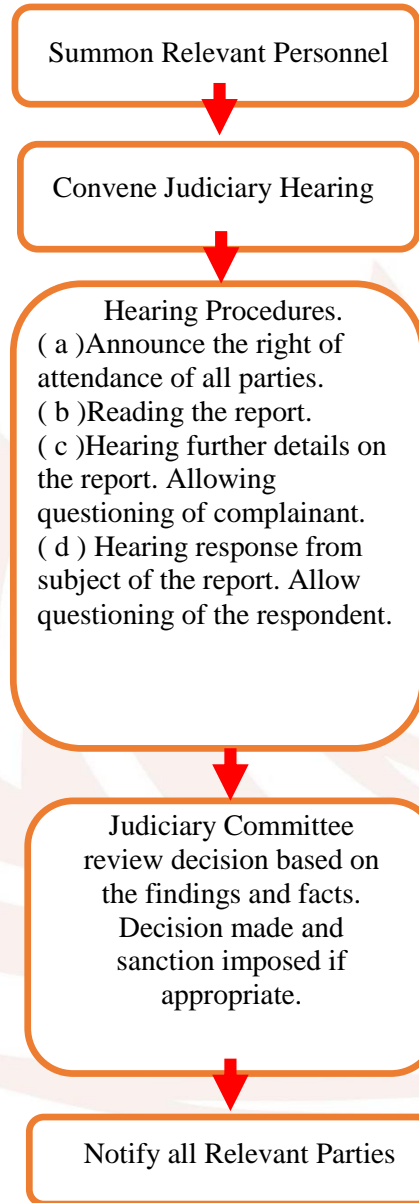 Summon Relevant Personnel
Convene Judiciary Hearing
Hearing Procedures.
( a )Announce the right of
attendance of all parties.
( b )Reading the report.
( c )Hearing further details on
the report. Allowing
questioning of complainant.
( d ) Hearing response from
subject of the report. Allow
questioning of the respondent.
Judiciary Committee
review decision based on
the findings and facts.
Decision made and
sanction imposed if
appropriate.
Notify all Relevant Parties